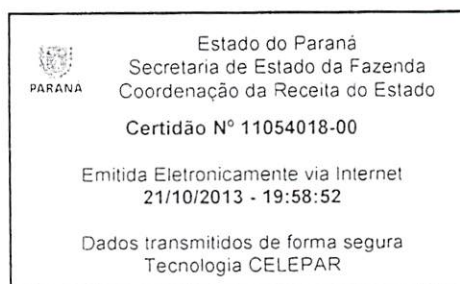 PARANÁ
Estado do Paraná
Secretaria de Estado da Fazenda
Coordenação da Receita do Estado
Certidão Nº 11054018-00
Emitida Eletronicamente via Internet
21/10/2013 - 19:58:52
Dados transmitidos de forma segura
Tecnologia CELEPAR